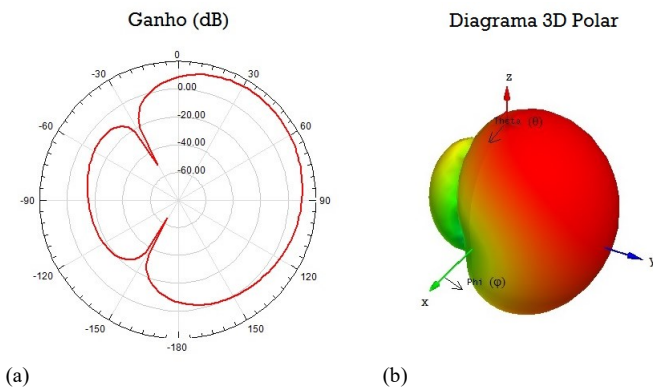 Ganho (dB)
0
-30
30
0.00
-20.00
-60
60
-40.00
-60.00
-90
90
-120
120
-150
150
-180
(a)
Diagrama 3D Polar
z
Theta (θ)
y
x
Phi (φ)
(b)